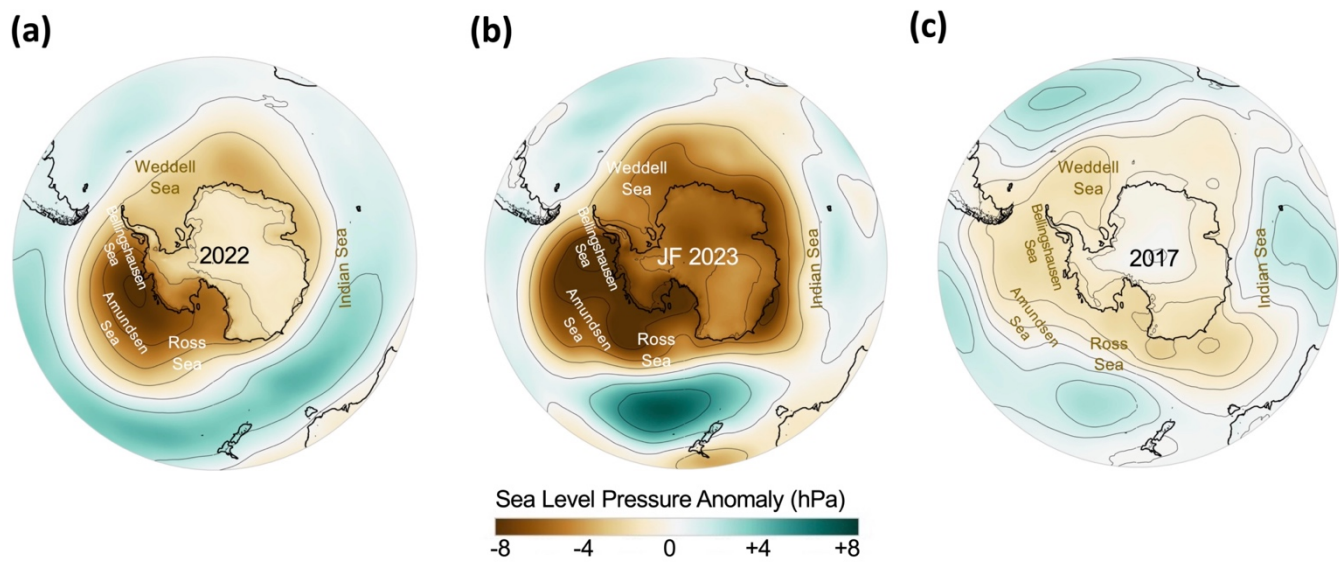 (a)
Weddell
Sea
Bellingshausen
Sea
2022
Amundsen
Sea
Ross
Sea
Indian Sea
(b)
Weddell
Sea
Bellingshausen
Sea
JF 2023
Amundsen
Sea
Ross
Sea
Indian Sea
(c)
Weddell
Sea
Bellingshausen
Sea
2017
Amundsen
Sea
Ross
Sea
Indian Sea
Sea Level Pressure Anomaly (hPa)
-8 -4 0 +4 +8